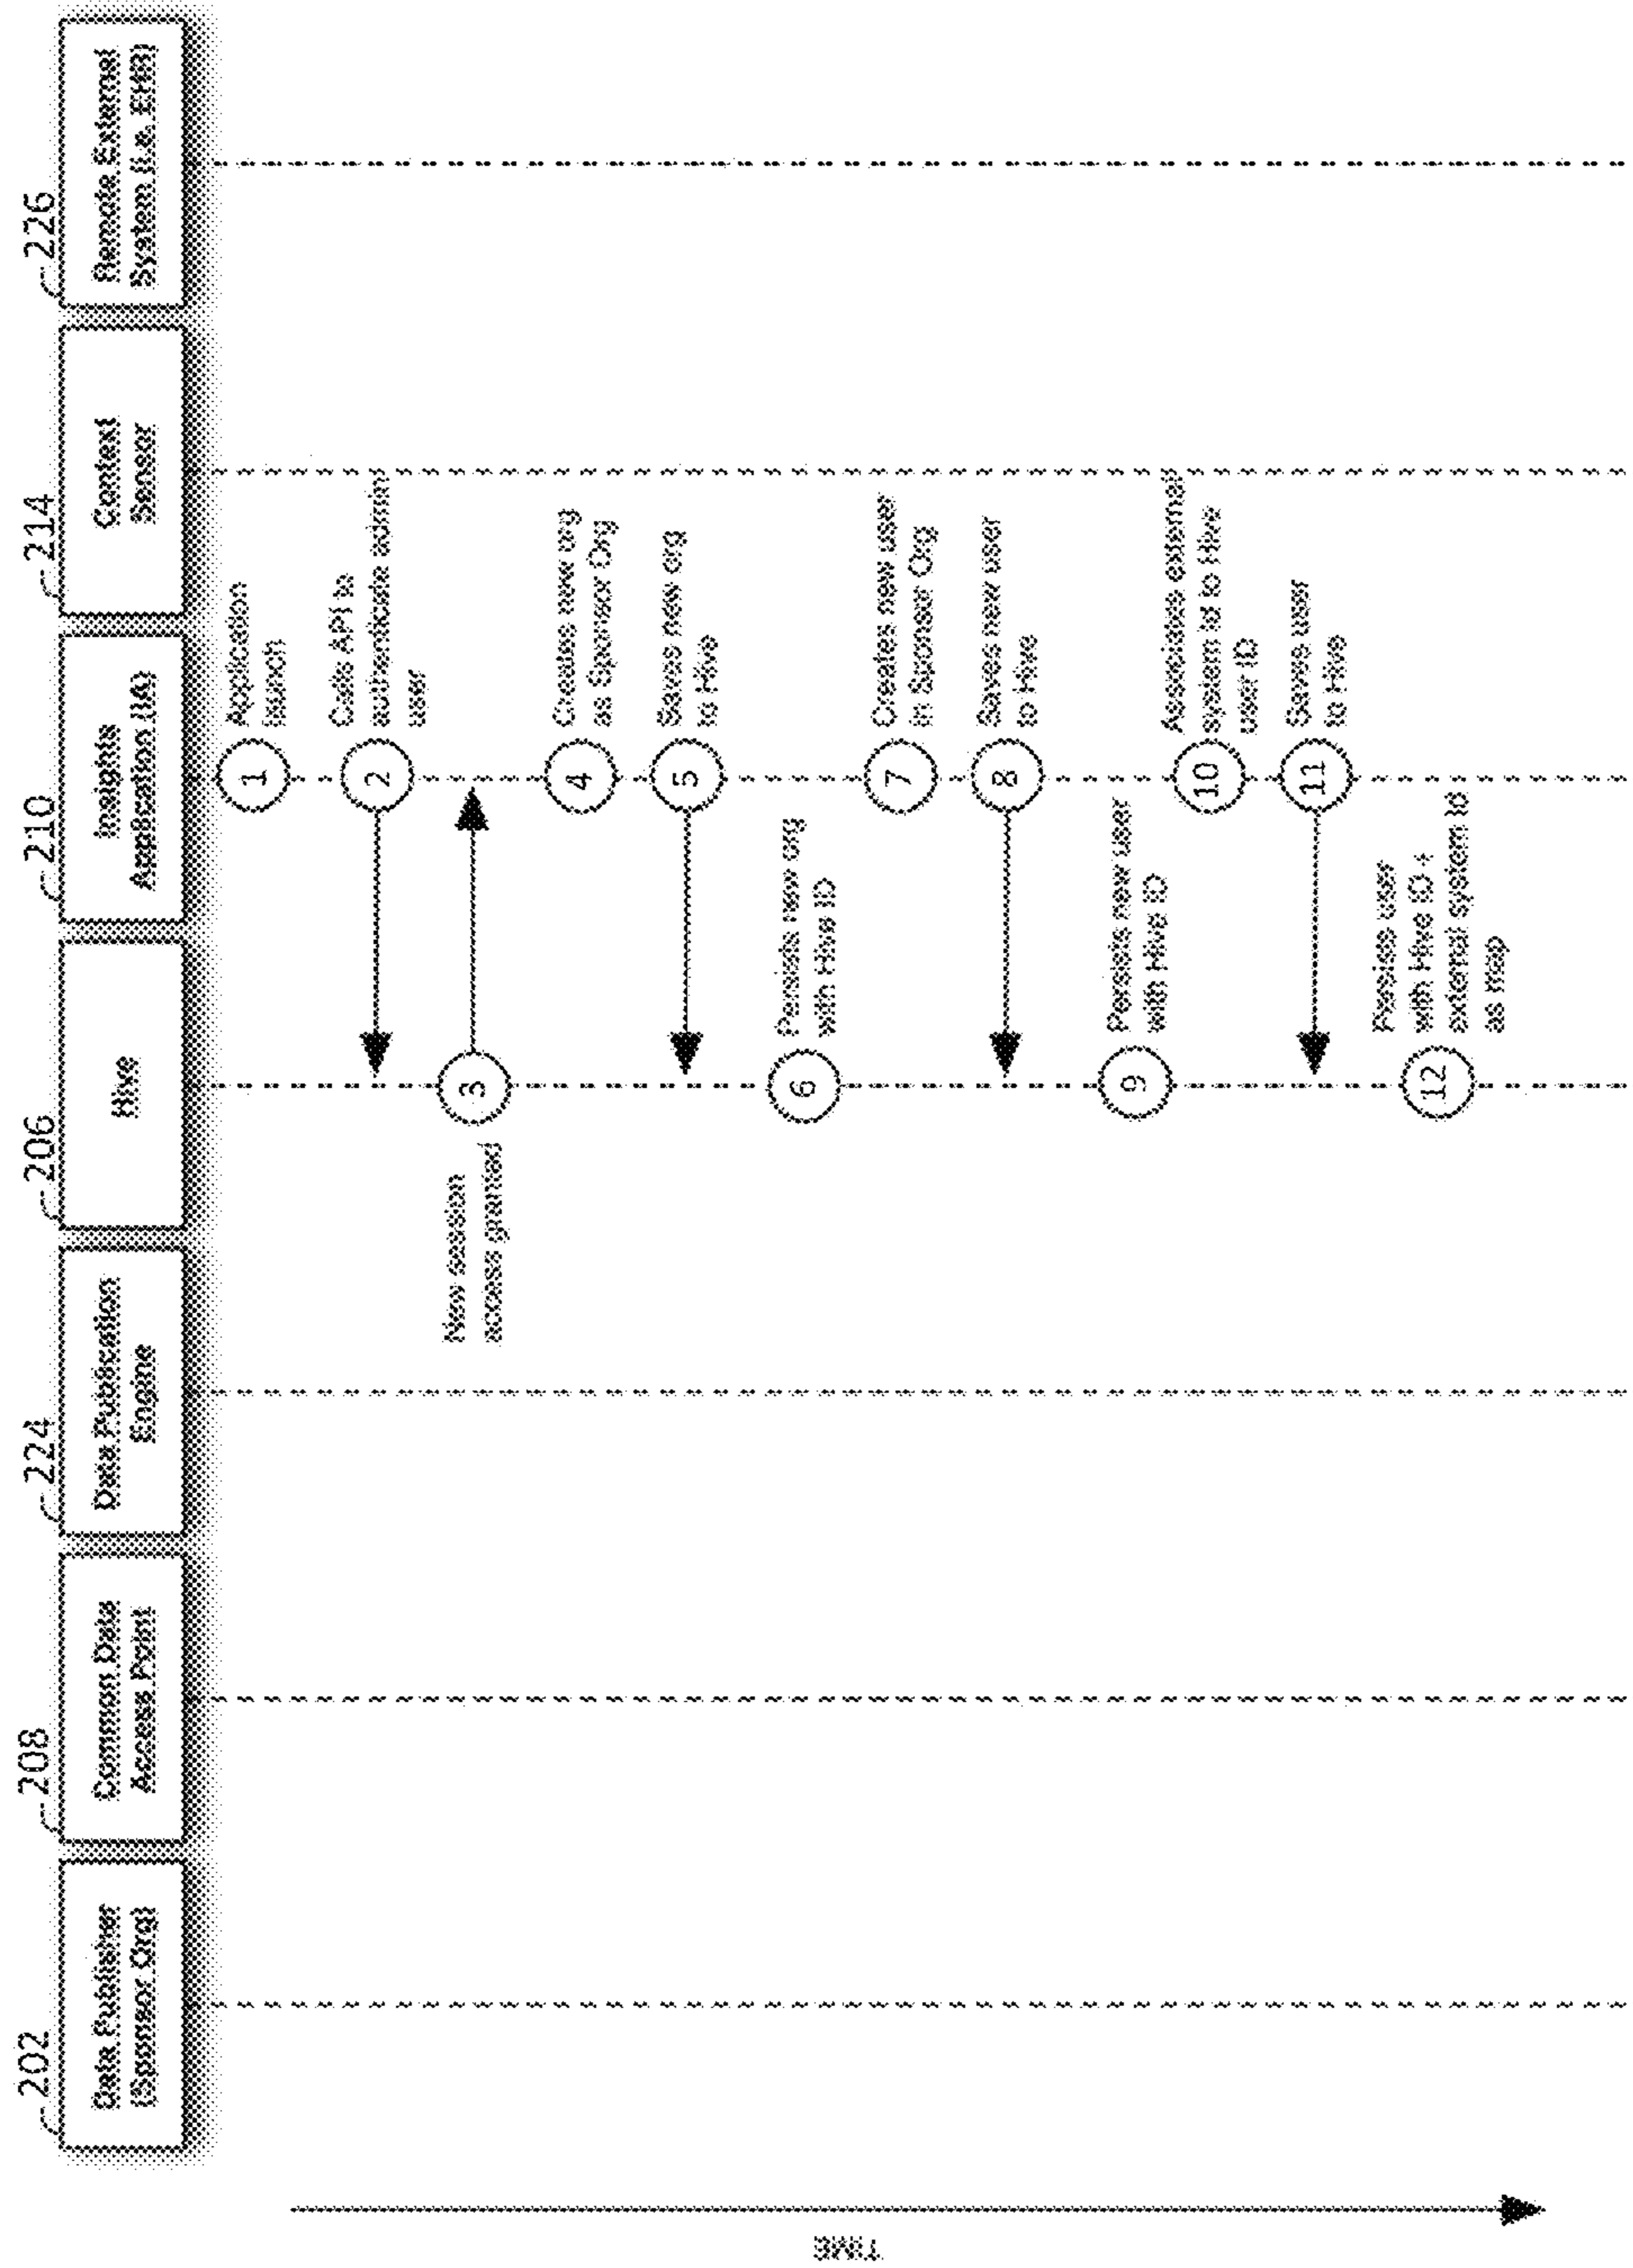 202
Data Publisher
(Sponsor Org)
208
Common Data
Access Point
224
Data Publication
Engine
206
Hive
210
Insights
Application (IA)
214
Context
Sensor
226
Remote External
System (i.e. EHR)
TIME
1
Application
launch
2
Calls API to
authenticate admin
user
3
New session
access granted
4
Creates new org
as Sponsor Org
5
Saves new org
to Hive
6
Persists new org
with Hive ID
7
Creates new user
in Sponsor Org
8
Saves new user
to Hive
9
Persists new user
with Hive ID
10
Associates external
system id to Hive
user ID
11
Saves user
to Hive
12
Persists user
with Hive ID +
external system id
as map